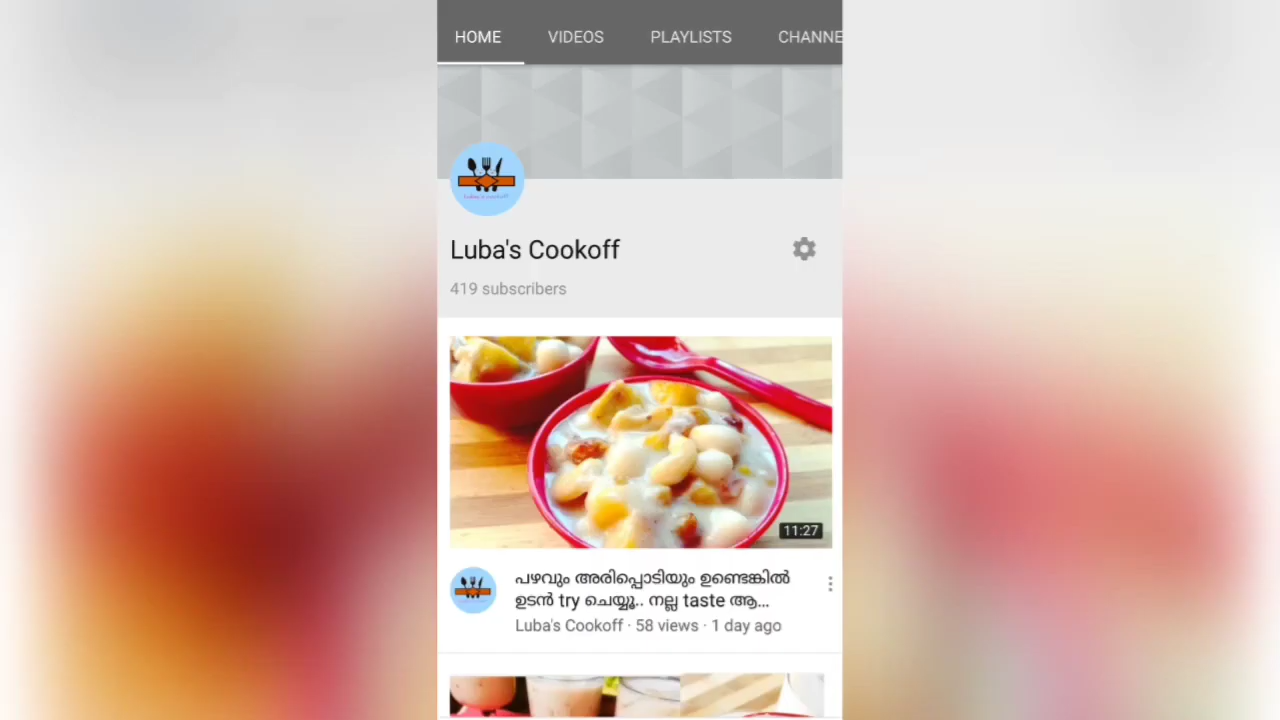 HOME VIDEOS PLAYLISTS CHANNE
Luba's Cookoff
419 subscribers
11:27
പഴവും അരിപ്പൊടിയും ഉണ്ടെങ്കിൽ
ഉടൻ try ചെയ്യൂ.. നല്ല taste ആ...
Luba's Cookoff · 58 views · 1 day ago